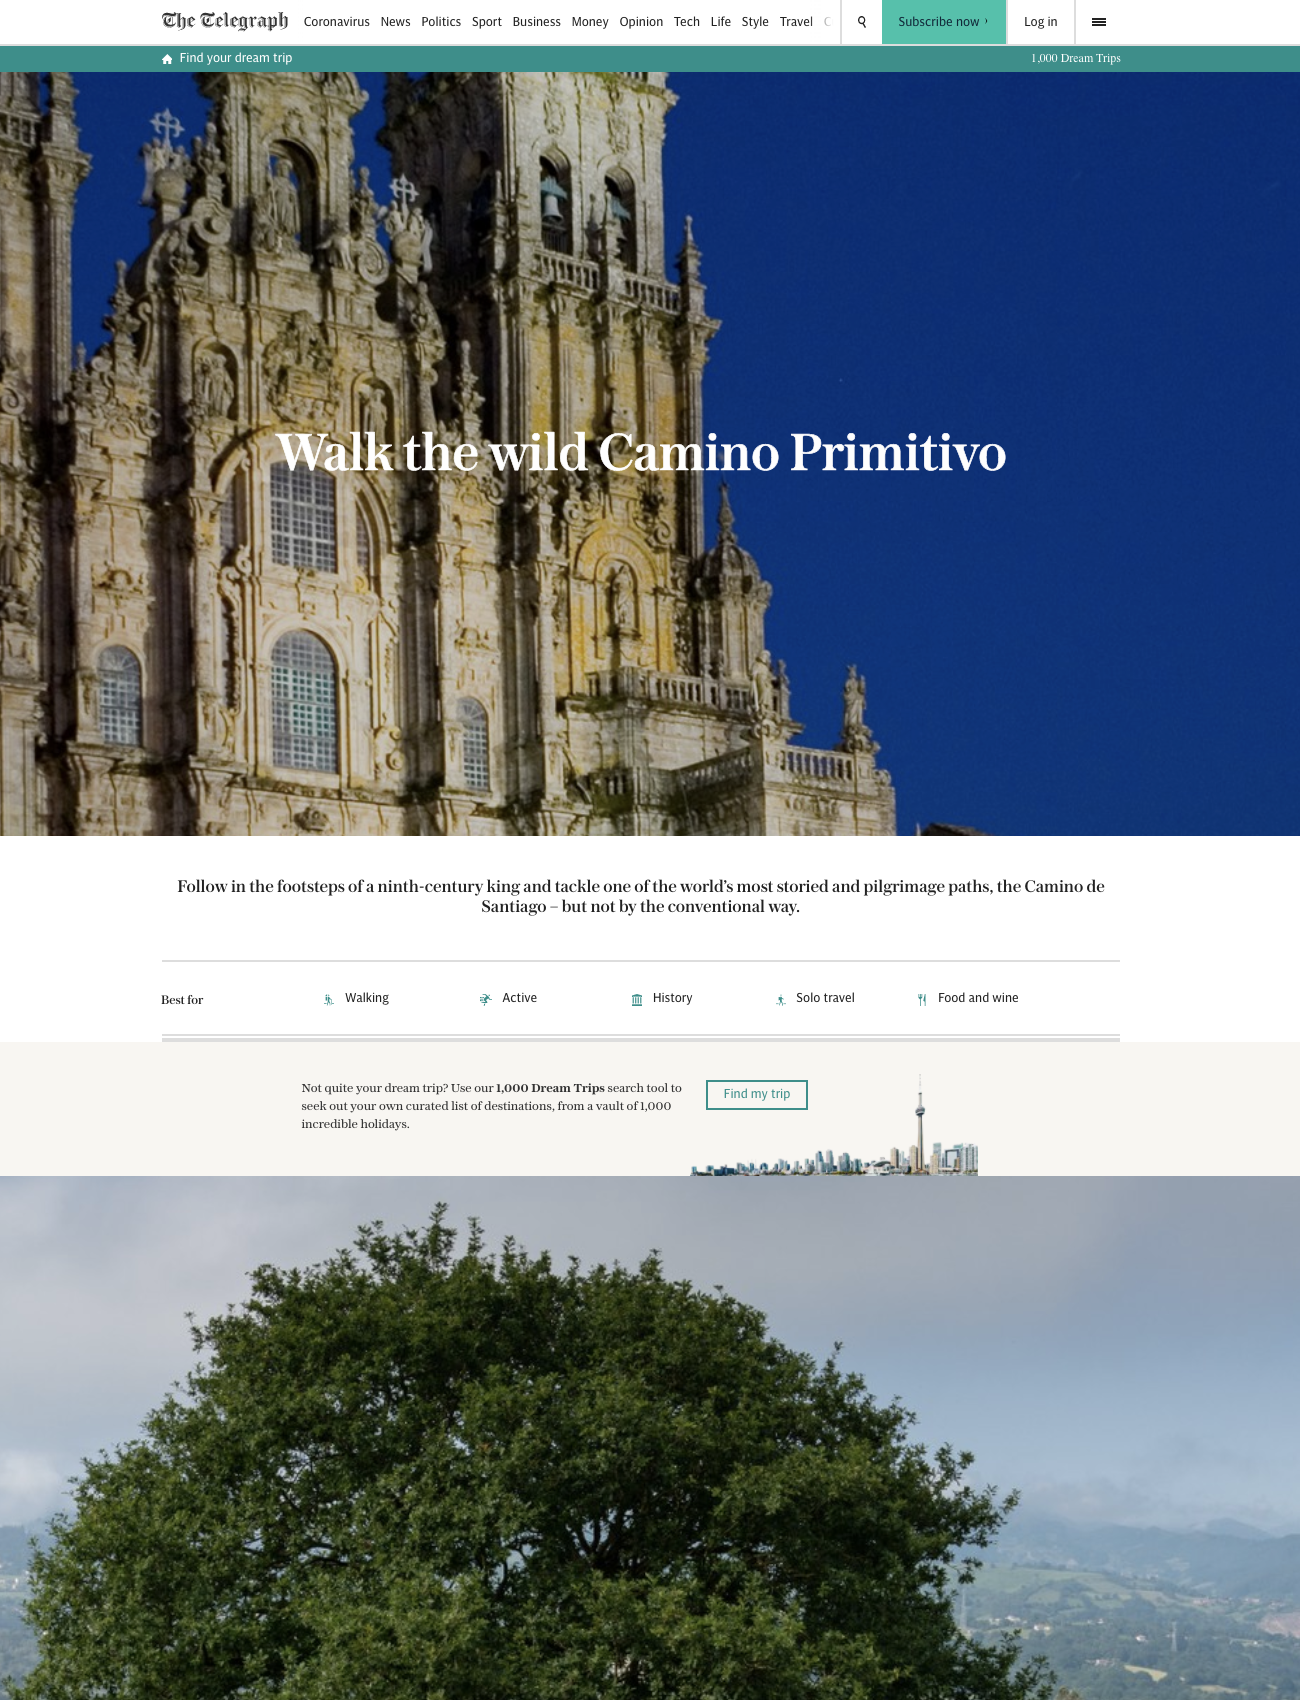 The Telegraph Coronavirus News Politics Sport Business Money Opinion Tech Life Style Travel Subscribe now › Log in
Find your dream trip 1,000 Dream Trips
Walk the wild Camino Primitivo
Follow in the footsteps of a ninth-century king and tackle one of the world's most storied and pilgrimage paths, the Camino de
Santiago – but not by the conventional way.
Best for Walking Active History Solo travel Food and wine
Not quite your dream trip? Use our 1,000 Dream Trips search tool to
seek out your own curated list of destinations, from a vault of 1,000
incredible holidays.
Find my trip